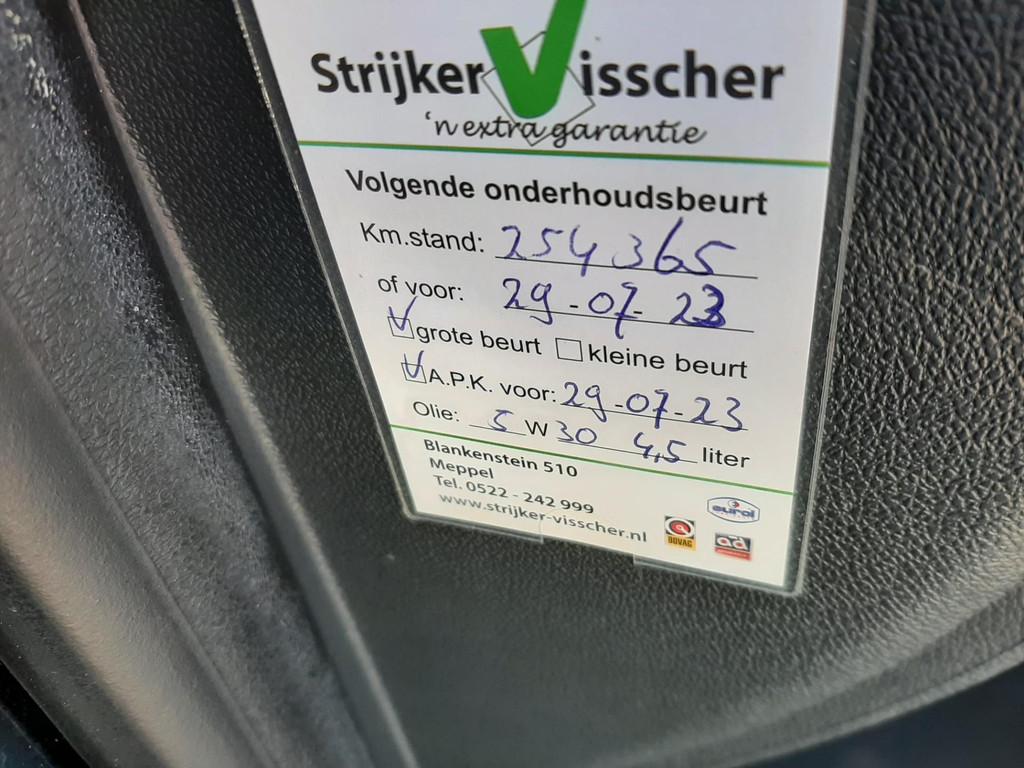 Strijker Visscher
'n extra garantie
Volgende onderhoudsbeurt
Km.stand: 254365
of voor: 29-07-23
grote beurt kleine beurt
A.P.K. voor: 29-07-23
Olie: 5 W 30 4,5 liter
Blankenstein 510
Meppel
Tel. 0522 - 242 999
www.strijker-visscher.nl
eurol
BOVAG
ad